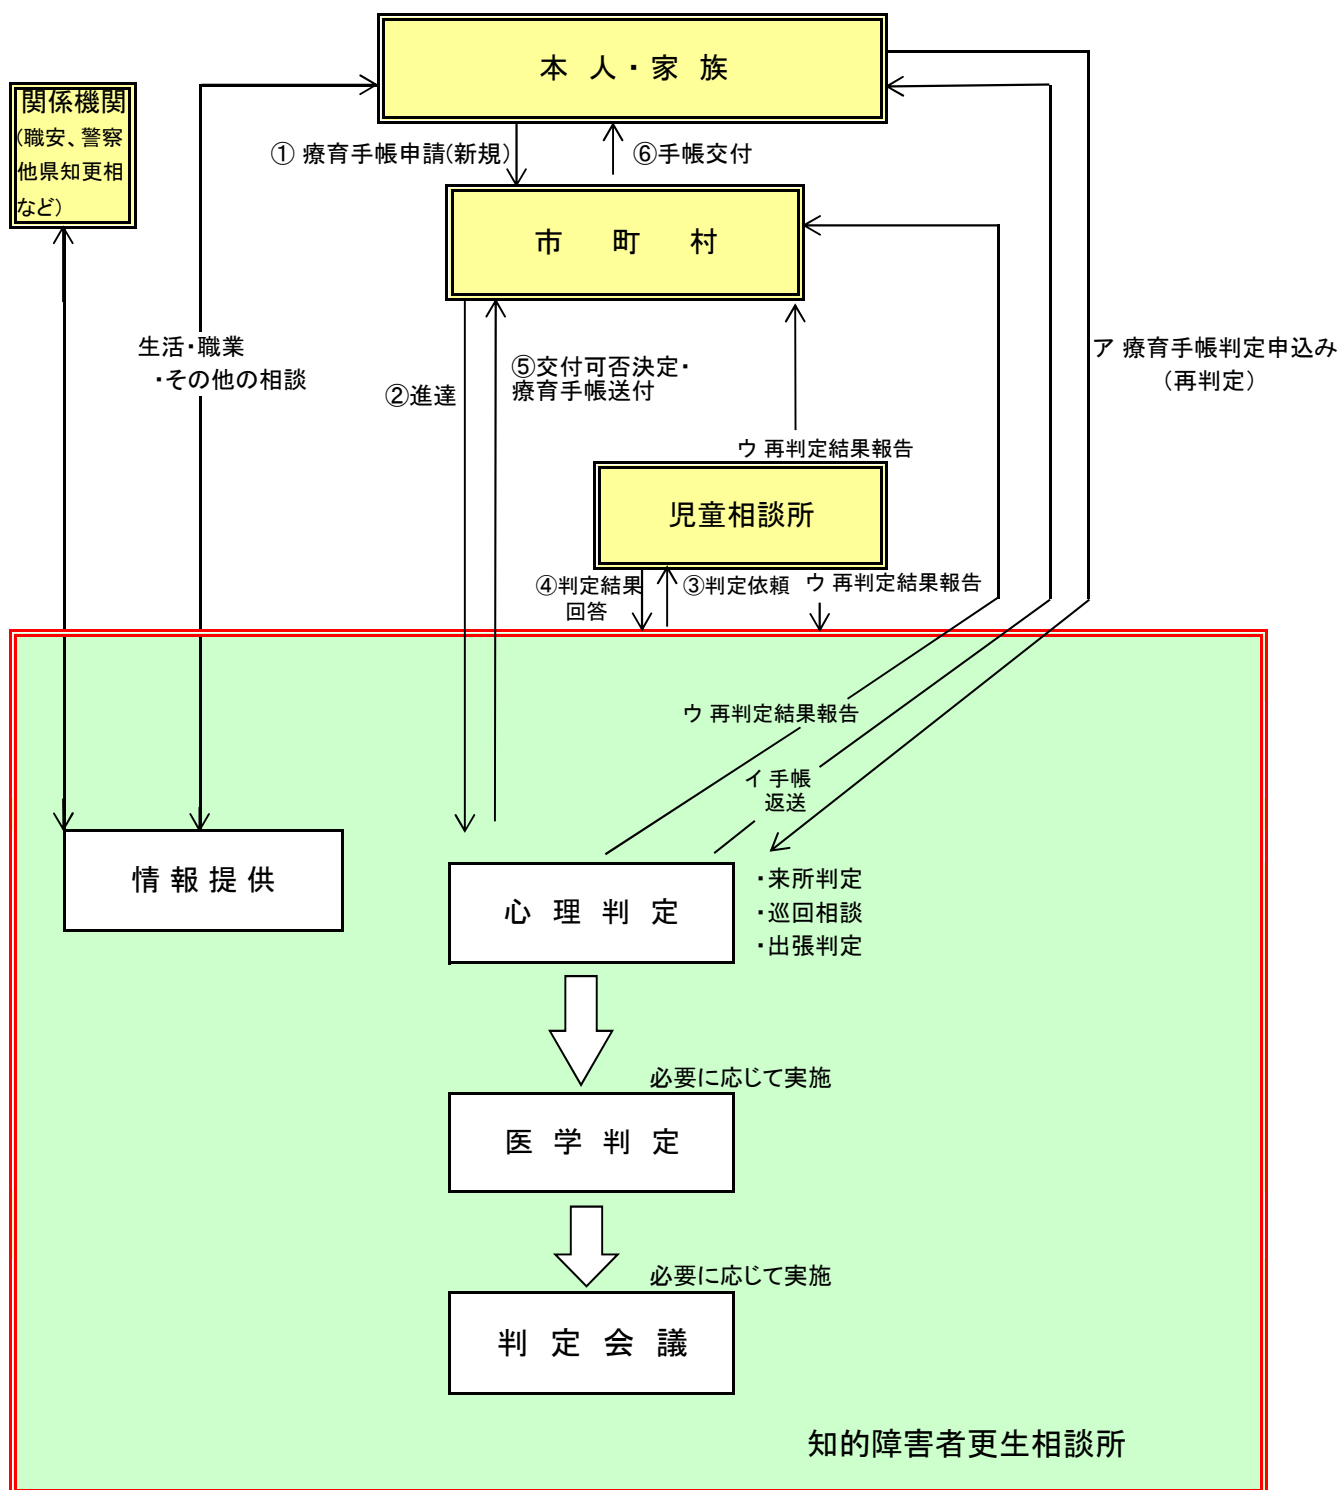 本 人・家 族
関係機関
(職安、警察
他県知更相
など)
① 療育手帳申請(新規)
⑥手帳交付
市 町 村
生活・職業
・その他の相談
②進達
⑤交付可否決定・
療育手帳送付
ア 療育手帳判定申込み
(再判定)
ウ 再判定結果報告
児童相談所
④判定結果
回答
③判定依頼
ウ 再判定結果報告
ウ 再判定結果報告
イ 手帳
返送
情 報 提 供
心 理 判 定
・来所判定
・巡回相談
・出張判定
必要に応じて実施
医 学 判 定
必要に応じて実施
判 定 会 議
知的障害者更生相談所